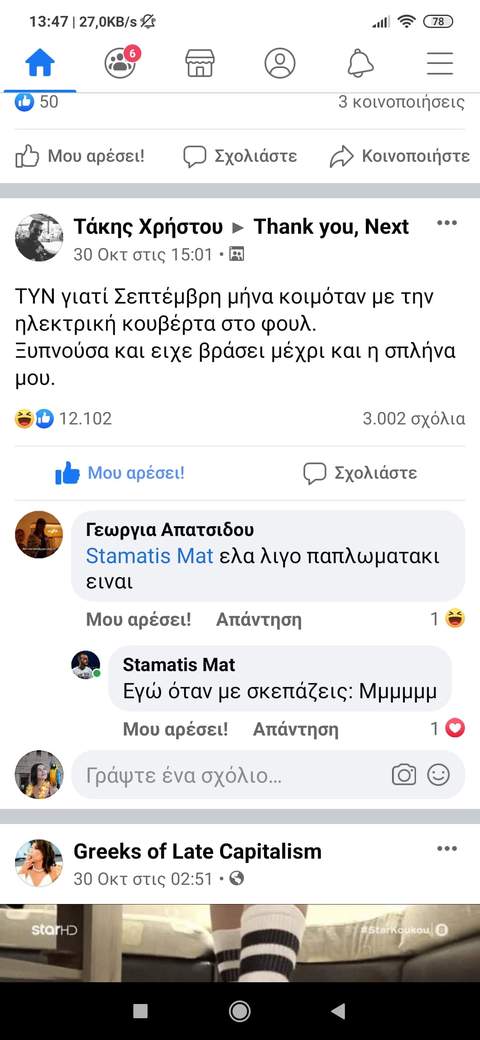 13:47 | 27,0KB/s
78
6
50
3 κοινοποιήσεις
Μου αρέσει!
Σχολιάστε
Κοινοποιήστε
Τάκης Χρήστου ▸ Thank you, Next
30 Οκτ στις 15:01 •
TYN γιατί Σεπτέμβρη μήνα κοιμόταν με την
ηλεκτρική κουβέρτα στο φουλ.
Ξυπνούσα και ειχε βράσει μέχρι και η σπλήνα
μου.
12.102
3.002 σχόλια
Μου αρέσει!
Σχολιάστε
Γεωργια Απατσιδου
Stamatis Mat ελα λιγο παπλωματακι
ειναι
Μου αρέσει!
Απάντηση
1
Stamatis Mat
Εγώ όταν με σκεπάζεις: Μμμμμμ
Μου αρέσει!
Απάντηση
1
Γράψτε ένα σχόλιο...
Greeks of Late Capitalism
30 Οκτ στις 02:51 •
starHD
#StarKoukou
8